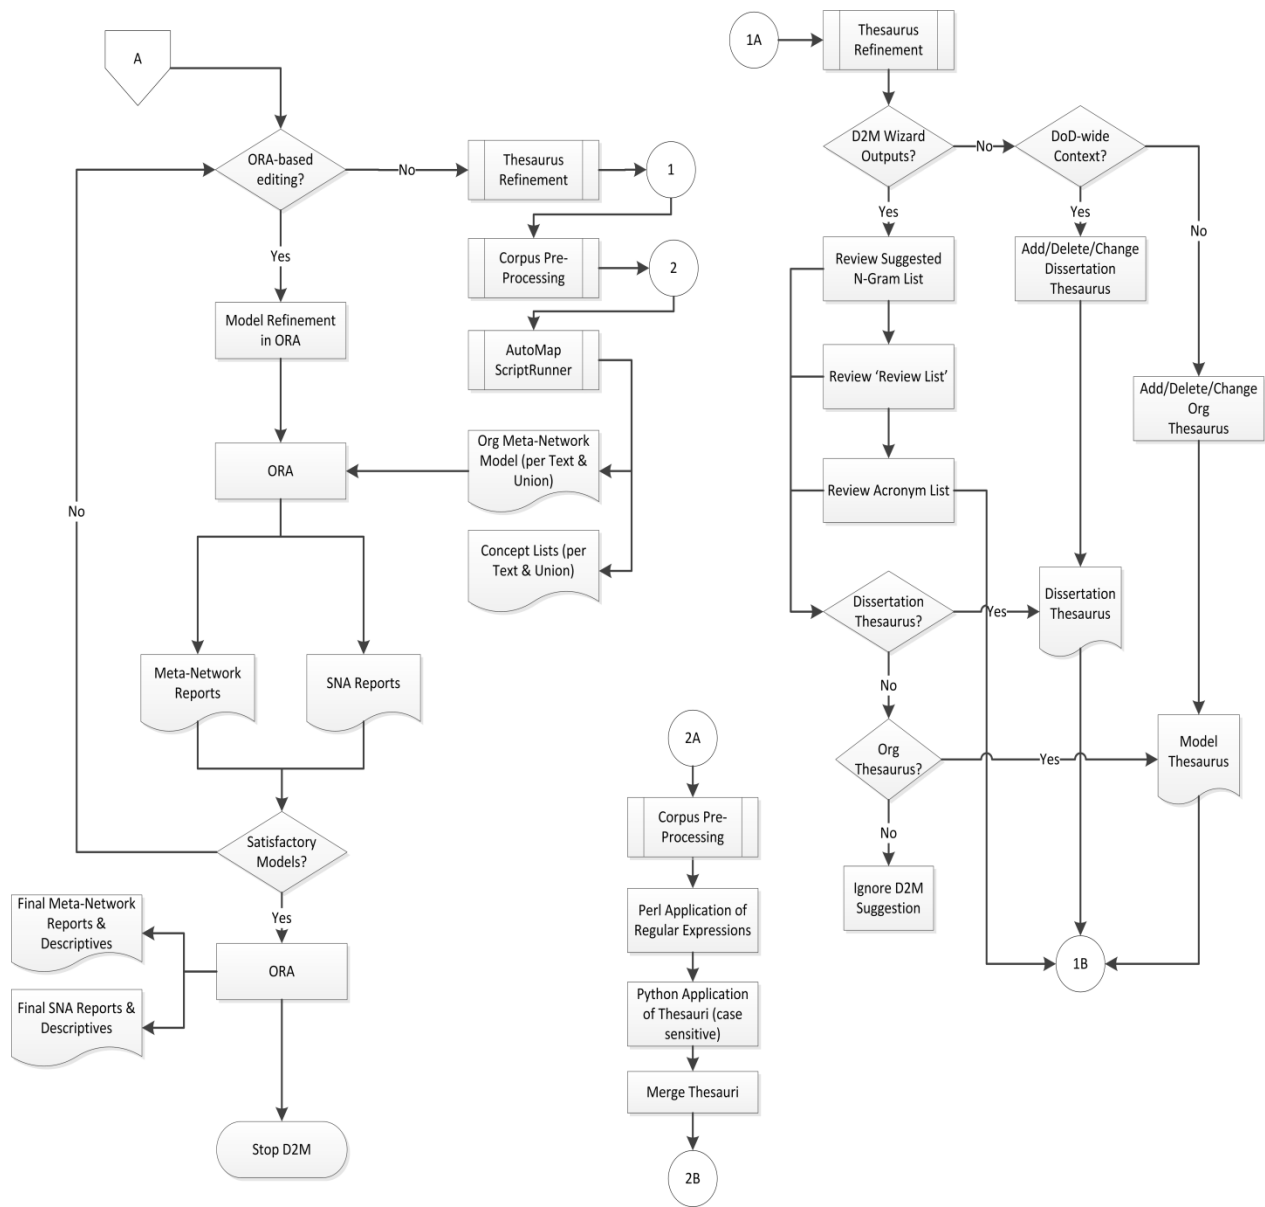 A
ORA-based
editing?
No
Thesaurus
Refinement
1
Yes
Corpus Pre-
Processing
2
Model Refinement
in ORA
AutoMap
ScriptRunner
Org Meta-Network
Model (per Text &
Union)
ORA
No
Concept Lists (per
Text & Union)
Meta-Network
Reports
SNA Reports
Satisfactory
Models?
Yes
Final Meta-Network
Reports &
Descriptives
ORA
Final SNA Reports &
Descriptives
Stop D2M
2A
Corpus Pre-
Processing
Perl Application of
Regular Expressions
Python Application
of Thesauri (case
sensitive)
Merge Thesauri
2B
1A
Thesaurus
Refinement
D2M Wizard
Outputs?
No
DoD-wide
Context?
Yes
Yes
No
Review Suggested
N-Gram List
Add/Delete/Change
Dissertation
Thesaurus
Review ‘Review List’
Add/Delete/Change
Org
Thesaurus
Review Acronym List
Dissertation
Thesaurus?
Yes
Dissertation
Thesaurus
No
Org
Thesaurus?
Yes
Model
Thesaurus
No
Ignore D2M
Suggestion
1B